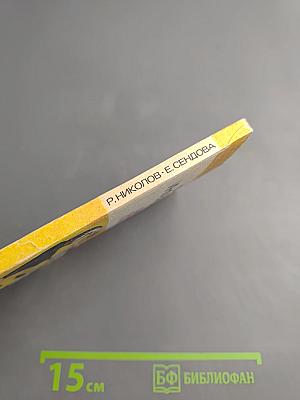 Р. НИКОЛОВ - Е. СЕНДОВА
15 см
БФ БИБЛИОФАН